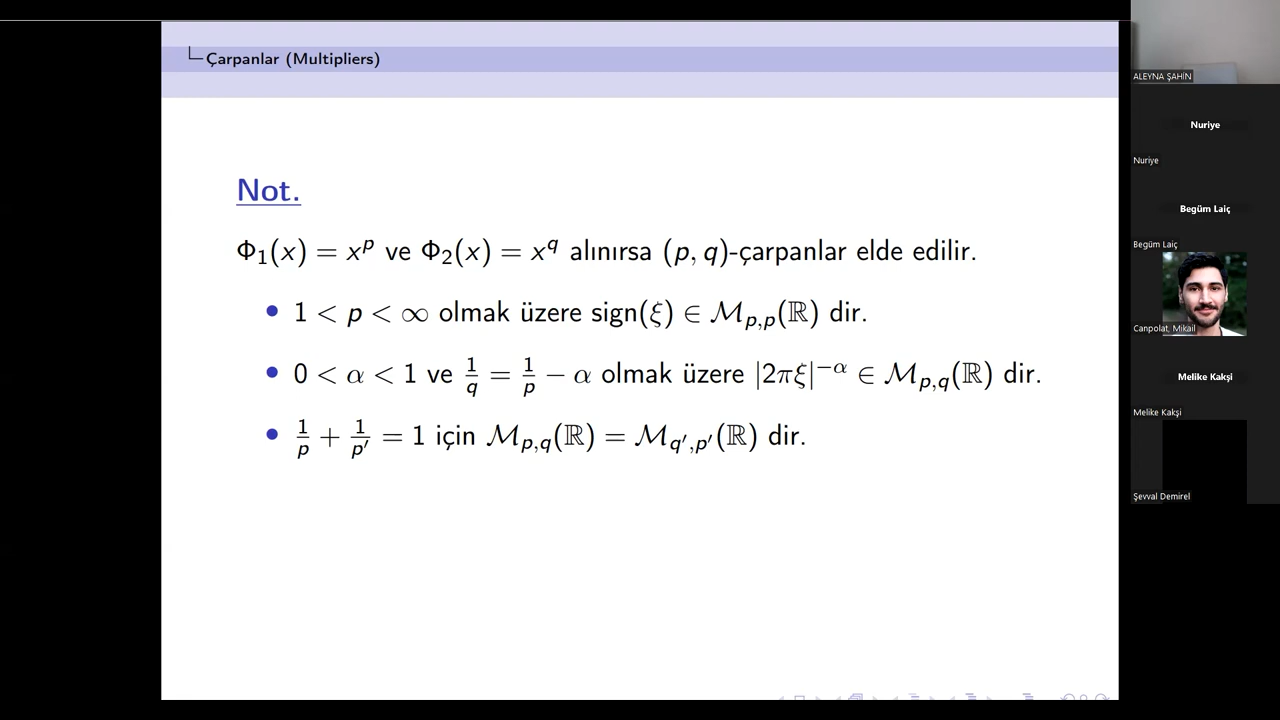 Çarpanlar (Multipliers)
Not.
Φ₁(x) = xᵖ ve Φ₂(x) = x^q alınırsa (p, q)-çarpanlar elde edilir.
• 1 < p < ∞ olmak üzere sign(ξ) ∈ ℳ_{p,p}(ℝ) dir.
• 0 < α < 1 ve 1/q = 1/p − α olmak üzere |2πξ|^{−α} ∈ ℳ_{p,q}(ℝ) dir.
• 1/p + 1/p′ = 1 için ℳ_{p,q}(ℝ) = ℳ_{q′,p′}(ℝ) dir.
ALEYNA ŞAHİN
Nuriye
Nuriye
Begüm Laiç
Begüm Laiç
Canpolat, Mikail
Melike Kakşi
Melike Kakşi
Şevval Demirel